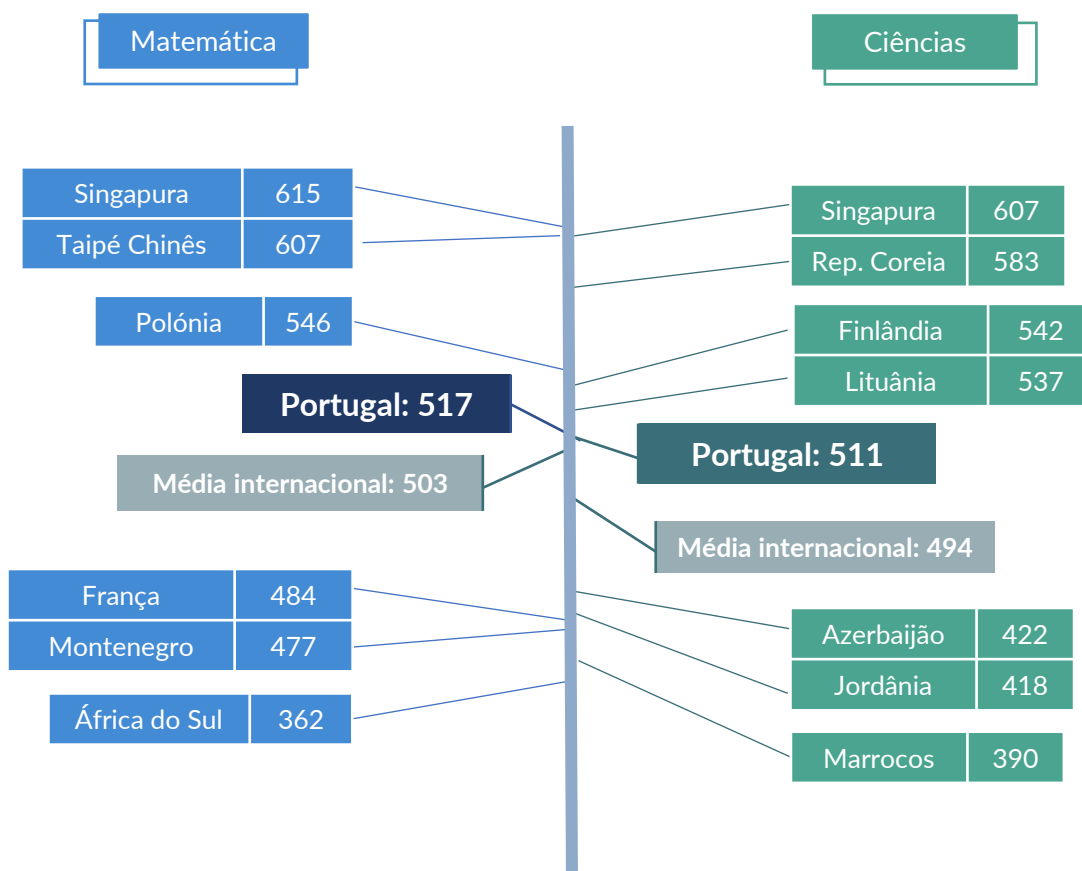 Matemática
Singapura 615
Taipé Chinês 607
Polónia 546
Portugal: 517
Média internacional: 503
França 484
Montenegro 477
África do Sul 362
Ciências
Singapura 607
Rep. Coreia 583
Finlândia 542
Lituânia 537
Portugal: 511
Média internacional: 494
Azerbaijão 422
Jordânia 418
Marrocos 390